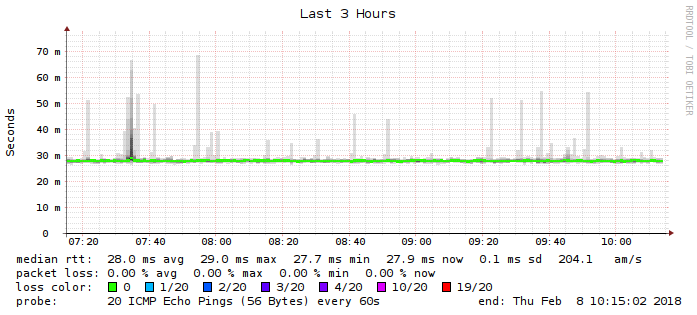 Last 3 Hours
RRDTOOL / TOBI OETIKER
Seconds
70 m
60 m
50 m
40 m
30 m
20 m
10 m
0
07:20 07:40 08:00 08:20 08:40 09:00 09:20 09:40 10:00
median rtt: 28.0 ms avg 29.0 ms max 27.7 ms min 27.9 ms now 0.1 ms sd 204.1 am/s
packet loss: 0.00 % avg 0.00 % max 0.00 % min 0.00 % now
loss color: 0 1/20 2/20 3/20 4/20 10/20 19/20
probe: 20 ICMP Echo Pings (56 Bytes) every 60s end: Thu Feb 8 10:15:02 2018